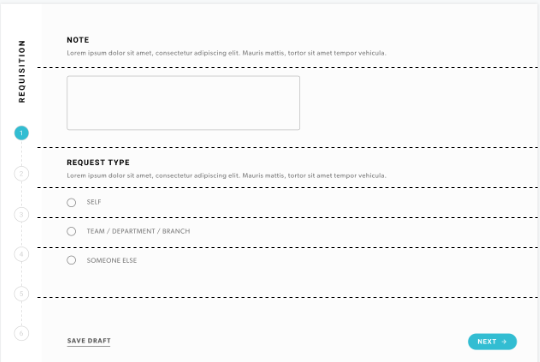 REQUISITION
1
2
3
4
5
6
NOTE
Lorem ipsum dolor sit amet, consectetur adipiscing elit. Mauris mattis, tortor sit amet tempor vehicula.
REQUEST TYPE
Lorem ipsum dolor sit amet, consectetur adipiscing elit. Mauris mattis, tortor sit amet tempor vehicula.
SELF
TEAM / DEPARTMENT / BRANCH
SOMEONE ELSE
SAVE DRAFT
NEXT →